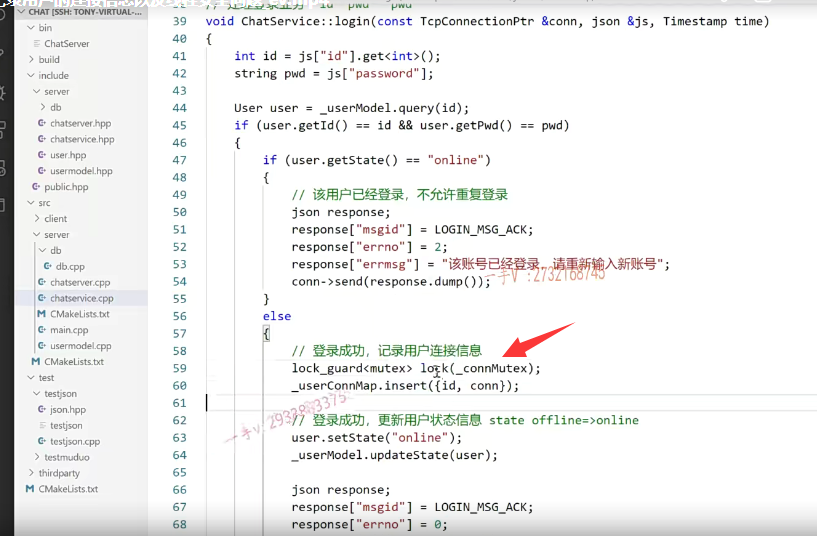 CHAT [SSH: TONY-VIRTUAL-
bin
ChatServer
build
include
server
db
chatserver.hpp
chatservice.hpp
user.hpp
usermodel.hpp
public.hpp
src
client
server
db
db.cpp
chatserver.cpp
chatservice.cpp
CMakeLists.txt
main.cpp
usermodel.cpp
CMakeLists.txt
test
testjson
json.hpp
testjson
testjson.cpp
testmuduo
thirdparty
CMakeLists.txt
39 void ChatService::login(const TcpConnectionPtr &conn, json &js, Timestamp time)
40 {
41 int id = js["id"].get<int>();
42 string pwd = js["password"];
43
44 User user = _userModel.query(id);
45 if (user.getId() == id && user.getPwd() == pwd)
46 {
47 if (user.getState() == "online")
48 {
49 // 该用户已经登录，不允许重复登录
50 json response;
51 response["msgid"] = LOGIN_MSG_ACK;
52 response["errno"] = 2;
53 response["errmsg"] = "该账号已经登录，请重新输入新账号";
54 conn->send(response.dump());
55 }
56 else
57 {
58 // 登录成功，记录用户连接信息
59 lock_guard<mutex> lock(_connMutex);
60 _userConnMap.insert({id, conn});
61
62 // 登录成功，更新用户状态信息 state offline=>online
63 user.setState("online");
64 _userModel.updateState(user);
65
66 json response;
67 response["msgid"] = LOGIN_MSG_ACK;
68 response["errno"] = 0;
一手V :2732168745
一手v: 2932883375